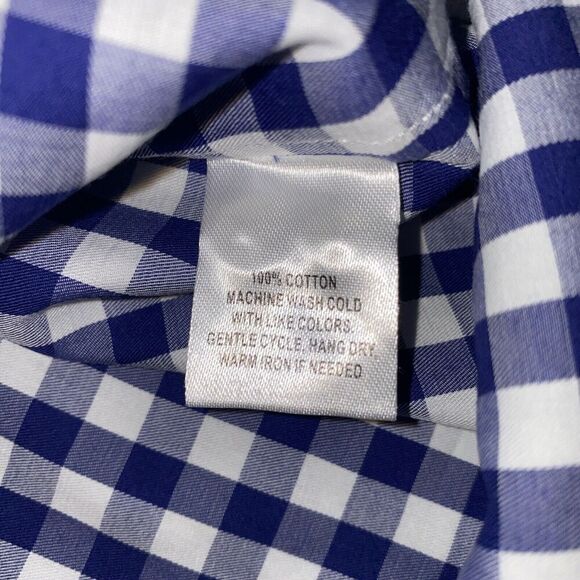 100% COTTON
MACHINE WASH COLD
WITH LIKE COLORS.
GENTLE CYCLE. HANG DRY.
WARM IRON IF NEEDED